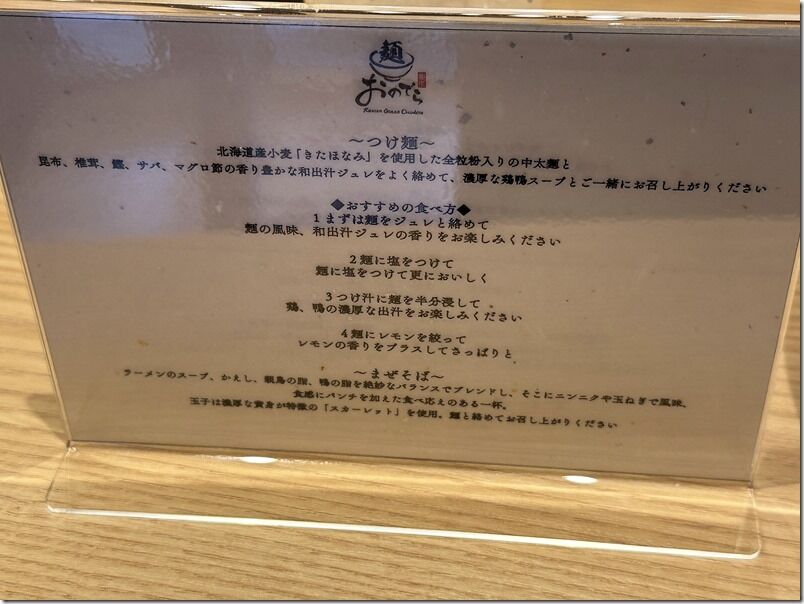 麺
おのでら
～つけ麺～
北海道産小麦「きたほなみ」を使用した全粒粉入りの中太麺と
昆布、椎茸、鰹、サバ、マグロ節の香り豊かな和出汁ジュレをよく絡めて、濃厚な鶏鴨スープとご一緒にお召し上がりください
◆おすすめの食べ方◆
1まずは麺をジュレと絡めて
麺の風味、和出汁ジュレの香りをお楽しみください
2麺に塩をつけて
麺に塩をつけて更においしく
3つけ汁に麺を半分浸して
鶏、鴨の濃厚な出汁をお楽しみください
4麺にレモンを絞って
レモンの香りをプラスしてさっぱりと
～まぜそば～
ラーメンのスープ、かえし、親鳥の脂、鴨の脂を絶妙なバランスでブレンドし、そこにニンニクや玉ねぎで風味、
食感にパンチを加えた食べ応えのある一杯。
玉子は濃厚な黄身が特徴の「スカーレット」を使用。麺と絡めてお召し上がりください